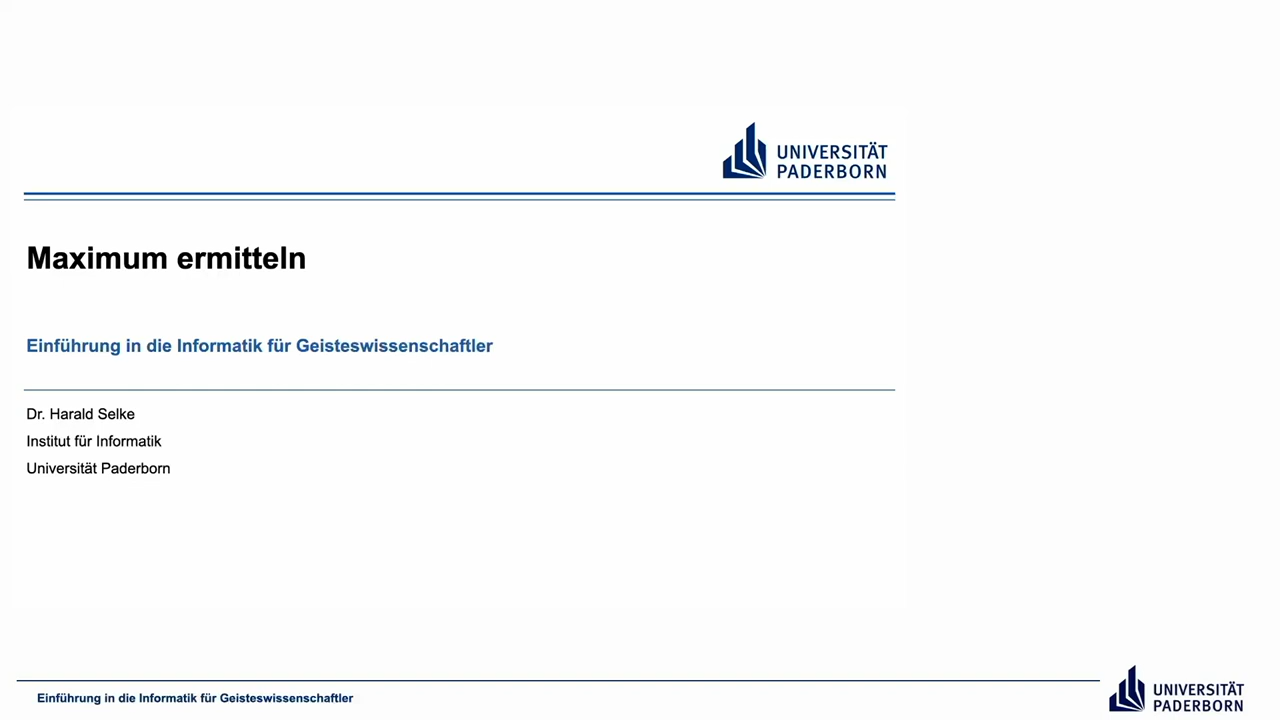 UNIVERSITÄT
PADERBORN
Maximum ermitteln
Einführung in die Informatik für Geisteswissenschaftler
Dr. Harald Selke
Institut für Informatik
Universität Paderborn
Einführung in die Informatik für Geisteswissenschaftler
UNIVERSITÄT
PADERBORN